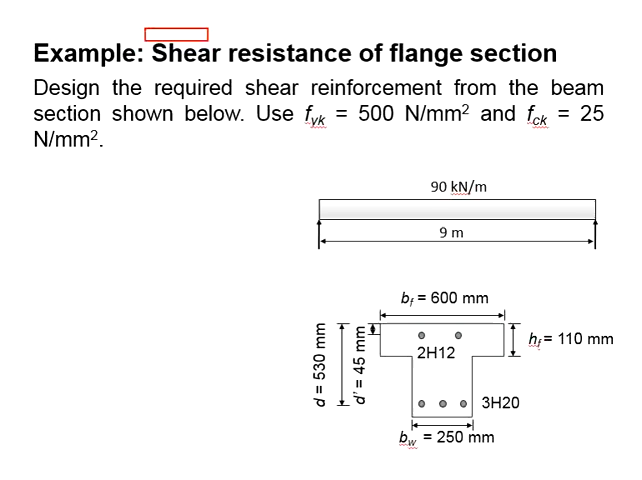 Example: Shear resistance of flange section
Design the required shear reinforcement from the beam
section shown below. Use fyk = 500 N/mm² and fck = 25
N/mm².
90 kN/m
9 m
bf = 600 mm
d = 530 mm
d' = 45 mm
2H12
hf = 110 mm
3H20
bw = 250 mm